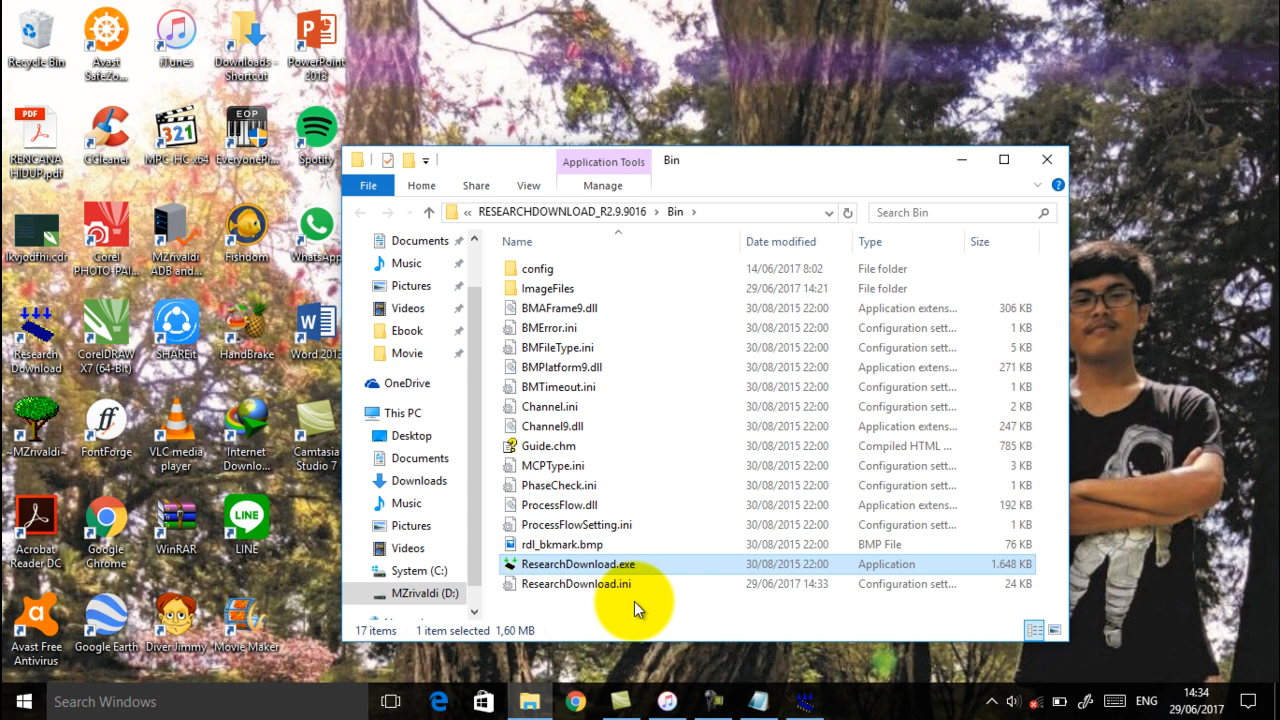 Recycle Bin
Avast SafeZo...
iTunes
Downloads - Shortcut
PowerPoint 2013
PDF
RENCANA HIDUP.pdf
CCleaner
321
MPC-HC x64
EOP
EveryonePi...
Spotify
lkvjodfhi.cdr
Corel PHOTO-PAI...
MZrivaldi ADB and...
Fishdom
WhatsApp
Research Download
CorelDRAW X7 (64-Bit)
SHAREit
HandBrake
Word 2013
~MZrivaldi~
ff
FontForge
VLC media player
Internet Downlo...
Camtasia Studio 7
Acrobat Reader DC
Google Chrome
WinRAR
LINE
LINE
Avast Free Antivirus
Google Earth
Diver Jimmy
Movie Maker
Application Tools
Bin
File
Home
Share
View
Manage
« RESEARCHDOWNLOAD_R2.9.9016 › Bin ›
Search Bin
Documents
Music
Pictures
Videos
Ebook
Movie
OneDrive
This PC
Desktop
Documents
Downloads
Music
Pictures
Videos
System (C:)
MZrivaldi (D:)
Name Date modified Type Size
config 14/06/2017 8:02 File folder
ImageFiles 29/06/2017 14:21 File folder
BMAFrame9.dll 30/08/2015 22:00 Application extens... 306 KB
BMError.ini 30/08/2015 22:00 Configuration sett... 1 KB
BMFileType.ini 30/08/2015 22:00 Configuration sett... 5 KB
BMPlatform9.dll 30/08/2015 22:00 Application extens... 271 KB
BMTimeout.ini 30/08/2015 22:00 Configuration sett... 1 KB
Channel.ini 30/08/2015 22:00 Configuration sett... 2 KB
Channel9.dll 30/08/2015 22:00 Application extens... 247 KB
Guide.chm 30/08/2015 22:00 Compiled HTML ... 785 KB
MCPType.ini 30/08/2015 22:00 Configuration sett... 3 KB
PhaseCheck.ini 30/08/2015 22:00 Configuration sett... 1 KB
ProcessFlow.dll 30/08/2015 22:00 Application extens... 192 KB
ProcessFlowSetting.ini 30/08/2015 22:00 Configuration sett... 1 KB
rdl_bkmark.bmp 30/08/2015 22:00 BMP File 76 KB
ResearchDownload.exe 30/08/2015 22:00 Application 1.648 KB
ResearchDownload.ini 29/06/2017 14:33 Configuration sett... 24 KB
17 items 1 item selected 1,60 MB
Search Windows
ENG
14:34
29/06/2017